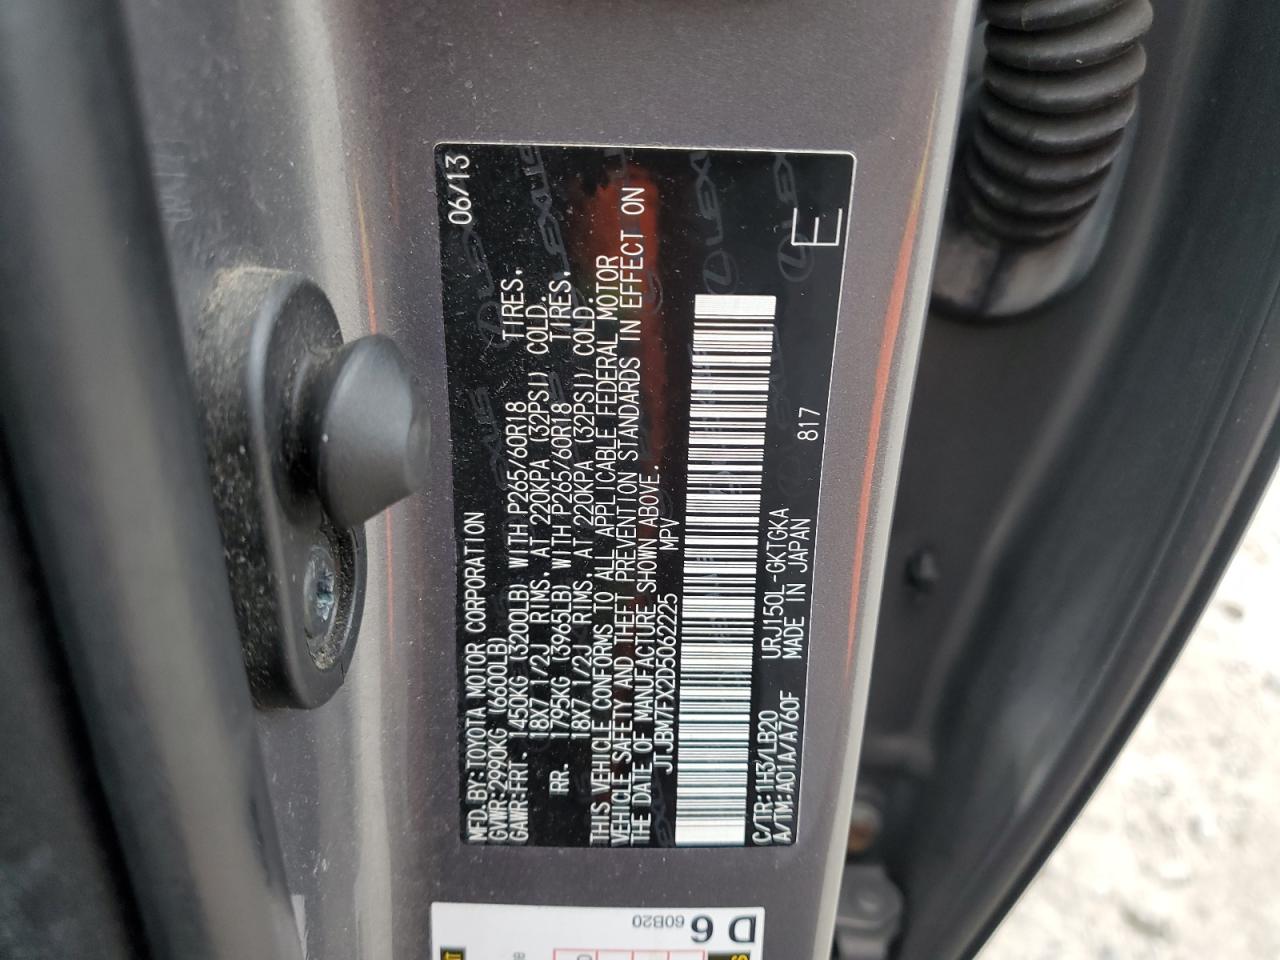 MFD.BY:TOYOTA MOTOR CORPORATION 06/13
GVWR:2990KG (6600LB)
GAWR:FRT. 1450KG (3200LB) WITH P265/60R18 TIRES.
18X7 1/2J RIMS. AT 220KPA (32PSI) COLD.
RR. 1795KG (3965LB) WITH P265/60R18 TIRES.
18X7 1/2J RIMS. AT 220KPA (32PSI) COLD.
THIS VEHICLE CONFORMS TO ALL APPLICABLE FEDERAL MOTOR
VEHICLE SAFETY AND THEFT PREVENTION STANDARDS IN EFFECT ON
THE DATE OF MANUFACTURE SHOWN ABOVE.
JTJBM7FX2D5062225 MPV
C/TR:1H3/LB20 URJ150L-GKTGKA 817
A/TM:A01A/A760F MADE IN JAPAN
E
LEXUS
D 6
60B20